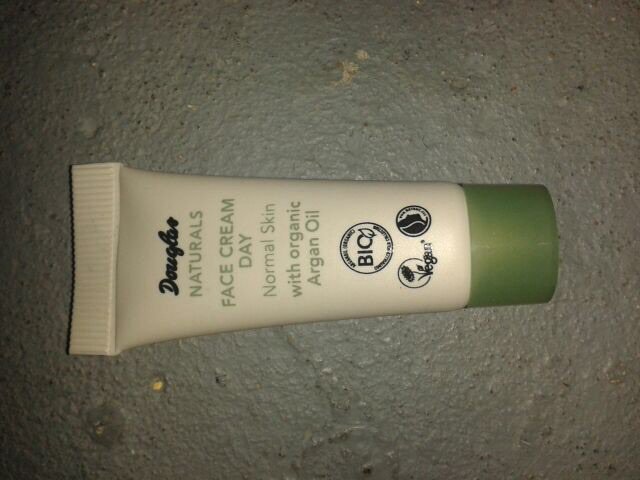 Douglas
NATURALS
FACE CREAM
DAY
Normal Skin
with organic
Argan Oil
BIO
Vegan